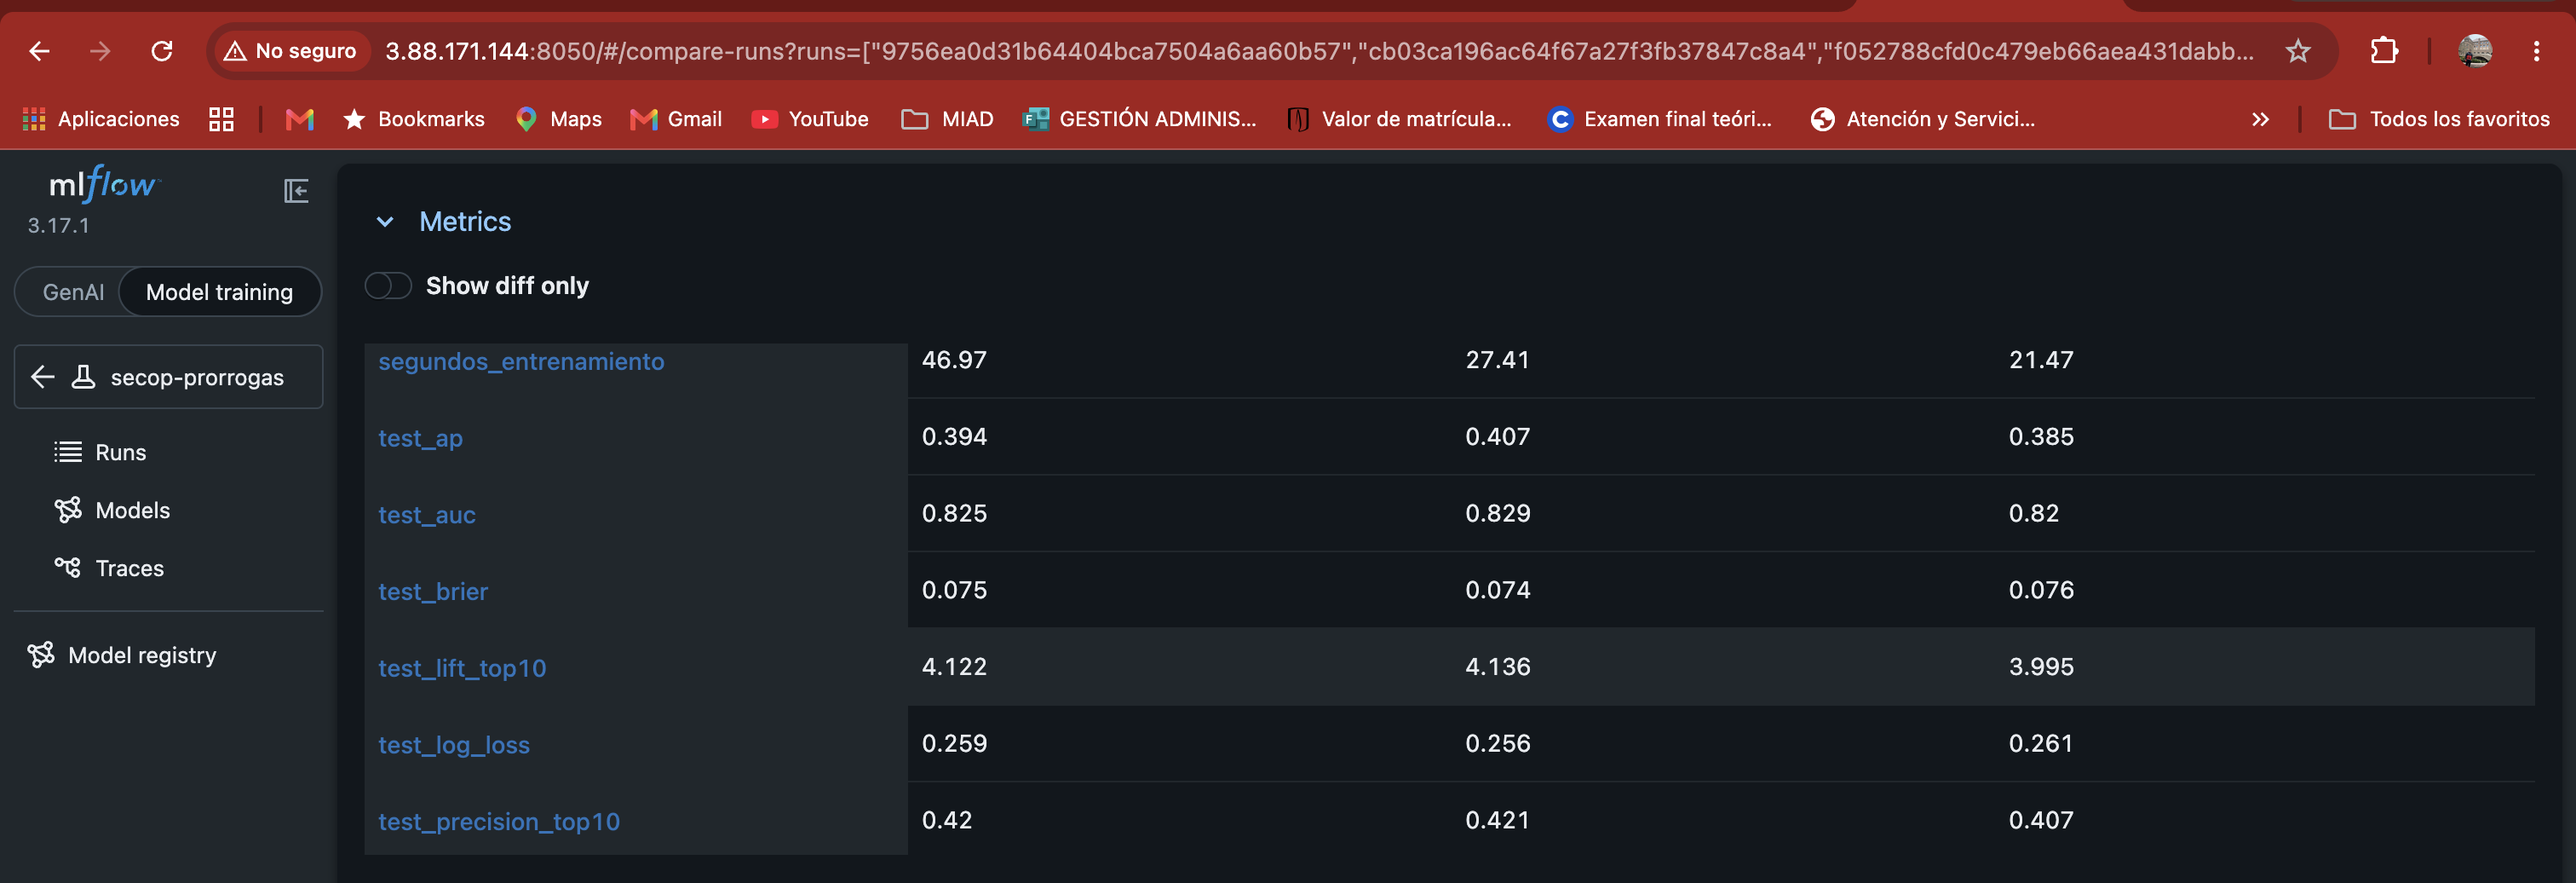 No seguro 3.88.171.144:8050/#/compare-runs?runs=["9756ea0d31b64404bca7504a6aa60b57","cb03ca196ac64f67a27f3fb37847c8a4","f052788cfd0c479eb66aea431dabb...
Aplicaciones Bookmarks Maps Gmail YouTube MIAD GESTIÓN ADMINIS... Valor de matrícula... Examen final teóri... Atención y Servici... Todos los favoritos
mlflow
3.17.1
GenAI Model training
secop-prorrogas
Runs
Models
Traces
Model registry
Metrics
Show diff only
segundos_entrenamiento 46.97 27.41 21.47
test_ap 0.394 0.407 0.385
test_auc 0.825 0.829 0.82
test_brier 0.075 0.074 0.076
test_lift_top10 4.122 4.136 3.995
test_log_loss 0.259 0.256 0.261
test_precision_top10 0.42 0.421 0.407